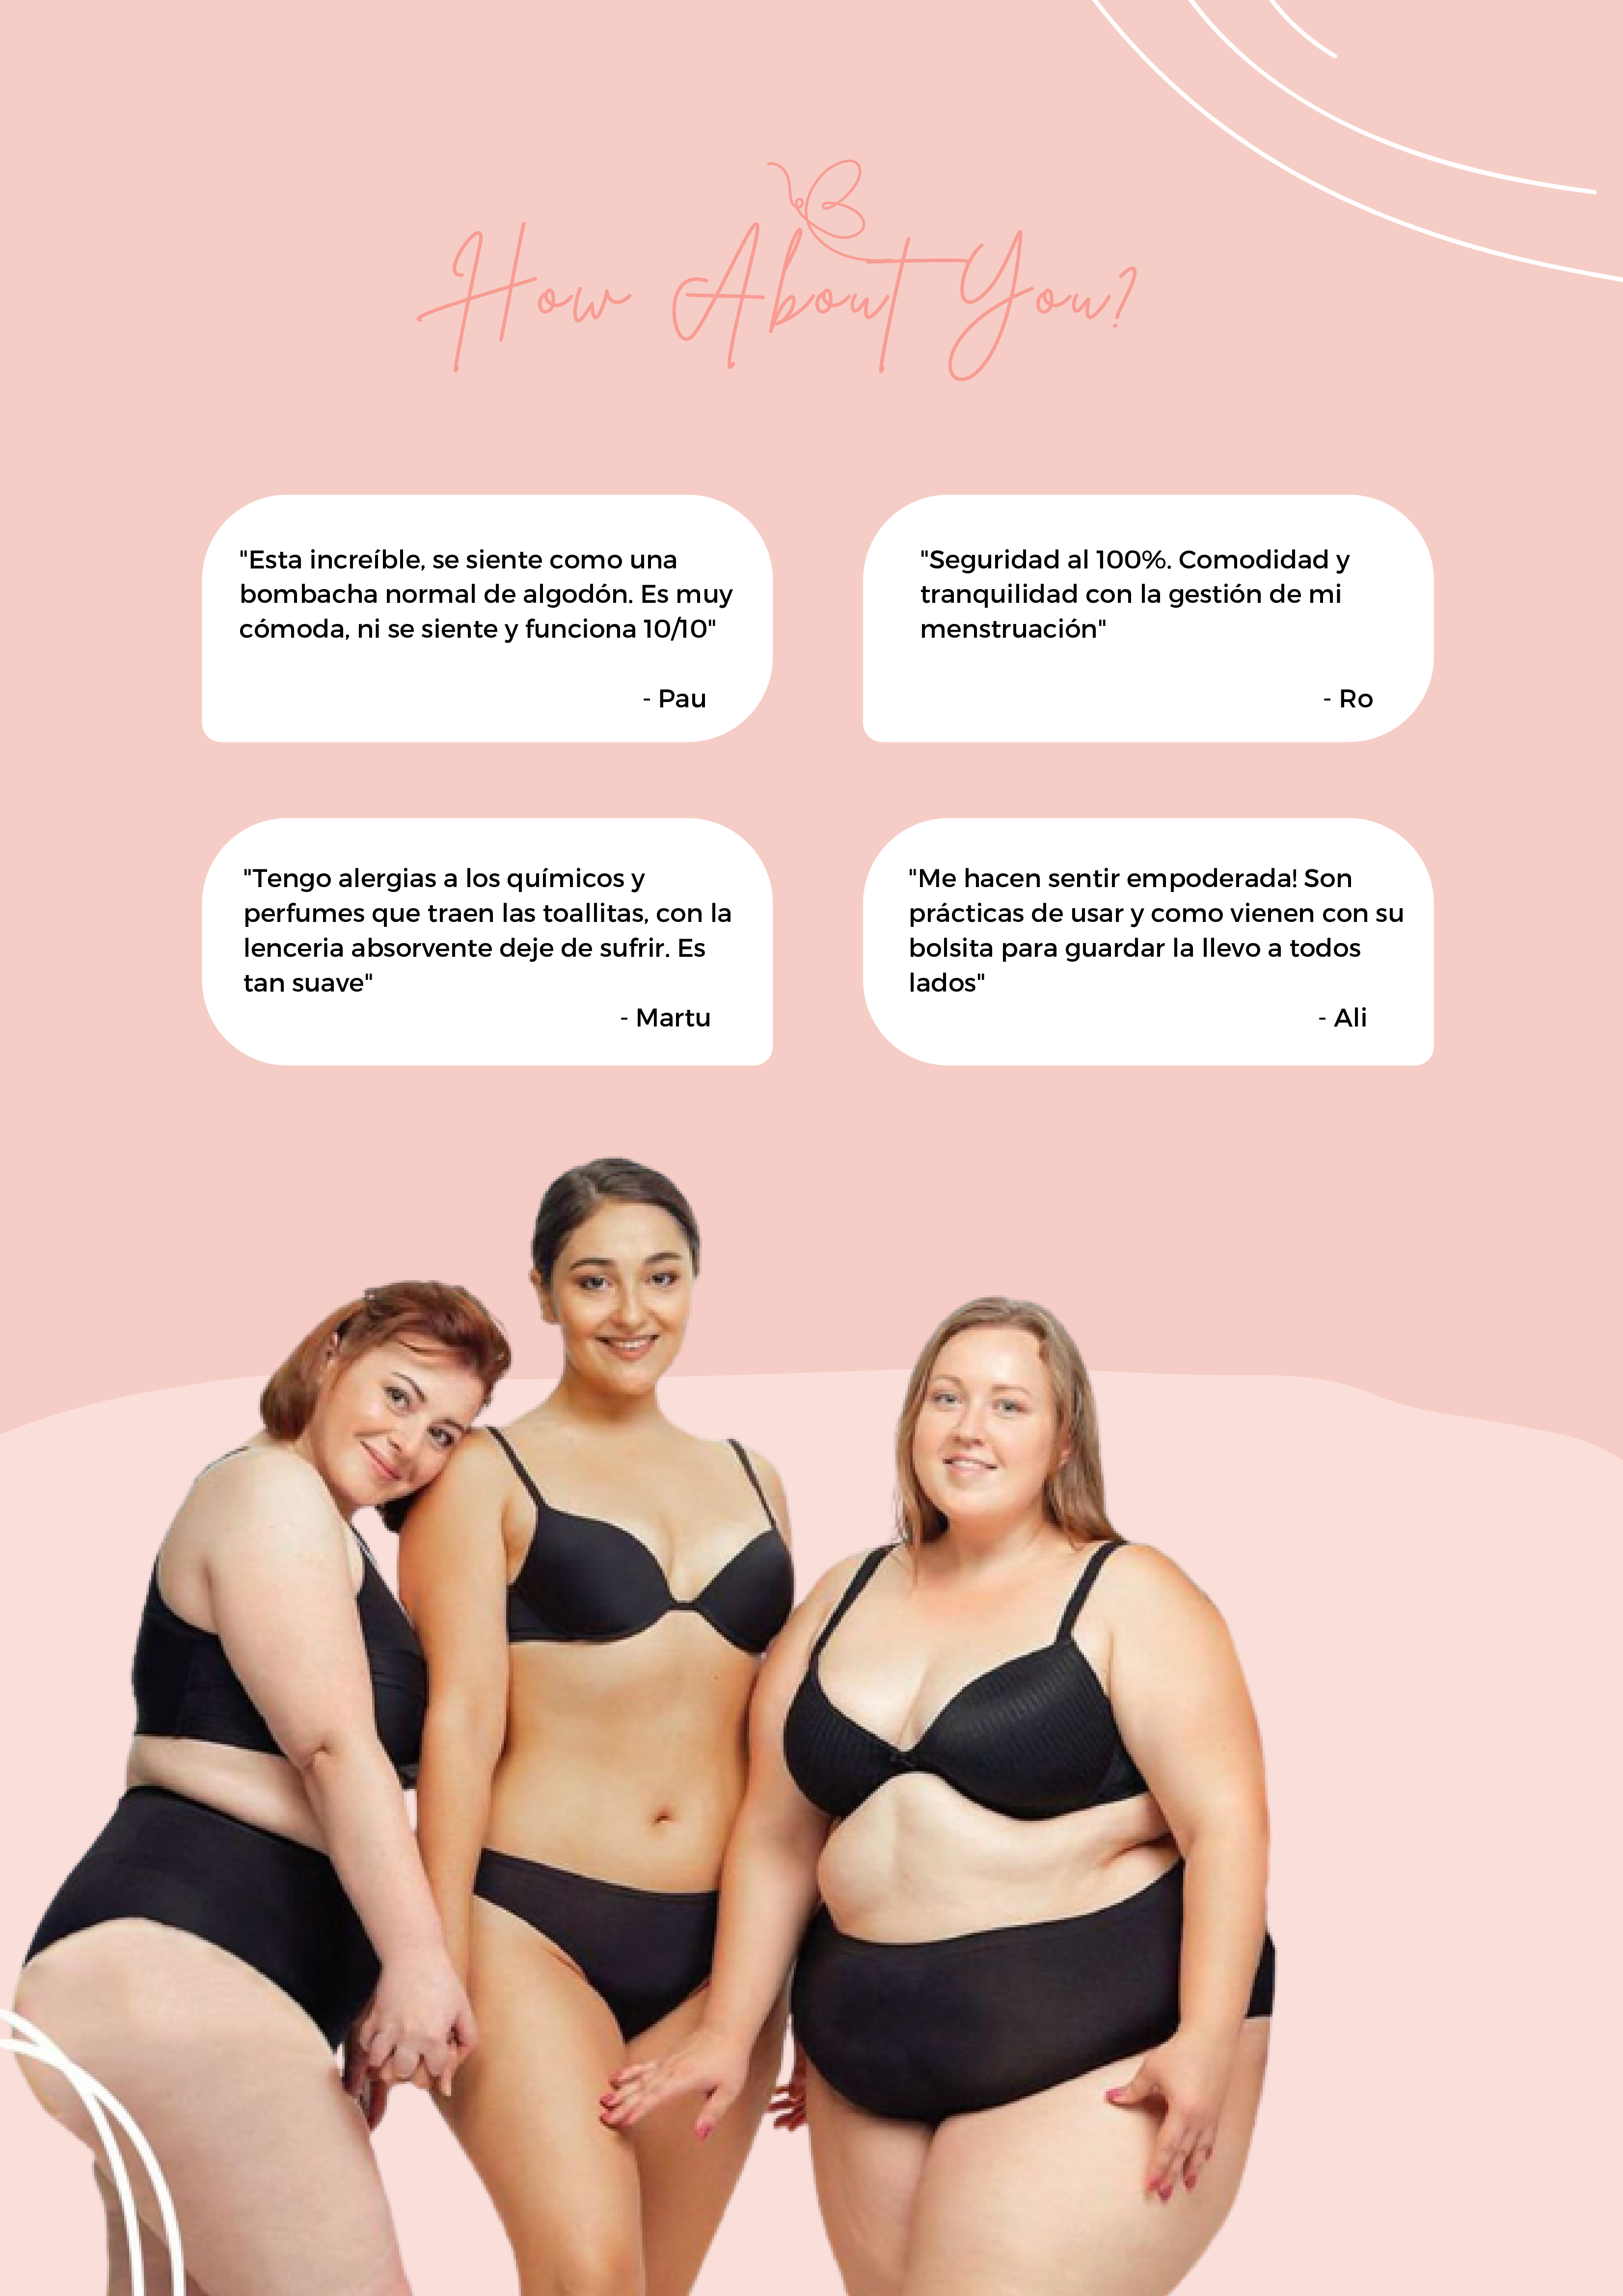 How About You?
"Esta increíble, se siente como una
bombacha normal de algodón. Es muy
cómoda, ni se siente y funciona 10/10"
- Pau
"Seguridad al 100%. Comodidad y
tranquilidad con la gestión de mi
menstruación"
- Ro
"Tengo alergias a los químicos y
perfumes que traen las toallitas, con la
lenceria absorvente deje de sufrir. Es
tan suave"
- Martu
"Me hacen sentir empoderada! Son
prácticas de usar y como vienen con su
bolsita para guardar la llevo a todos
lados"
- Ali